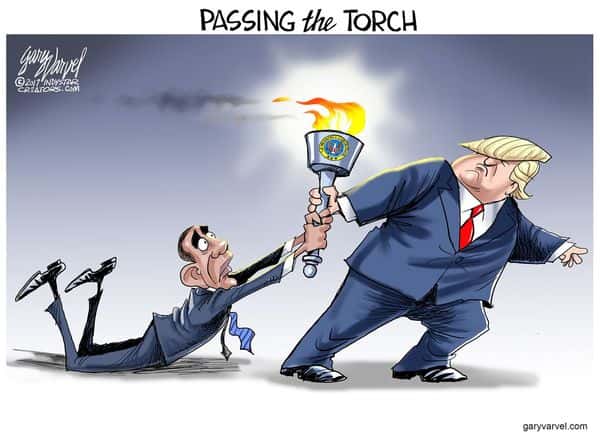 PASSING the TORCH
Gary
Varvel
©2017 INDYSTAR
CREATORS.COM
garyvarvel.com